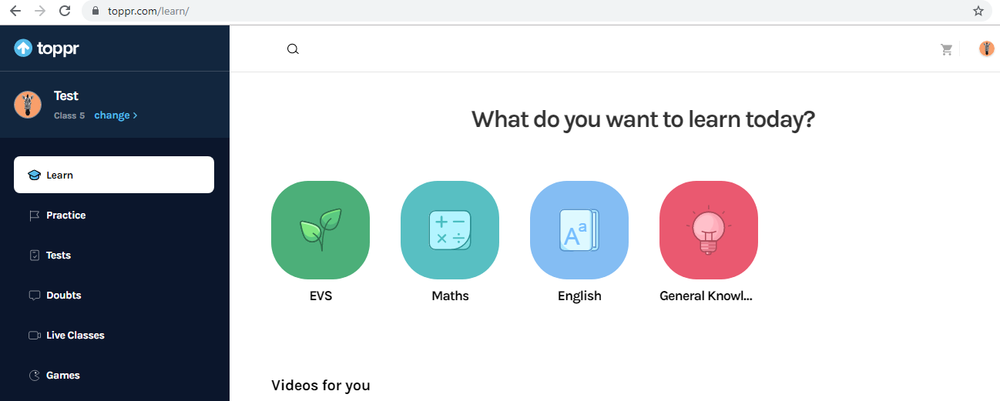 toppr.com/learn/
toppr
Test
Class 5 change >
Learn
Practice
Tests
Doubts
Live Classes
Games
What do you want to learn today?
EVS
Maths
Aa
English
General Knowl...
Videos for you